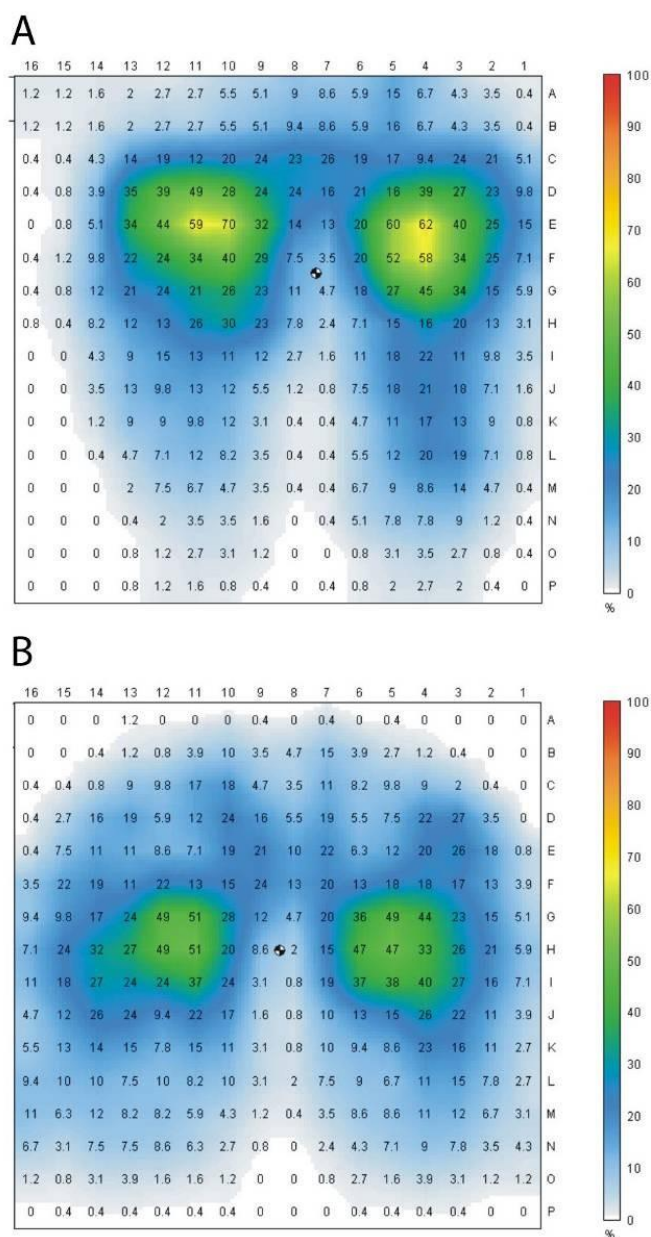 A
16 15 14 13 12 11 10 9 8 7 6 5 4 3 2 1
1.2 1.2 1.6 2 2.7 2.7 5.5 5.1 9 8.6 5.9 15 6.7 4.3 3.5 0.4 A
1.2 1.2 1.6 2 2.7 2.7 5.5 5.1 9.4 8.6 5.9 16 6.7 4.3 3.5 0.4 B
0.4 0.4 4.3 14 19 12 20 24 23 26 19 17 9.4 24 21 5.1 C
0.4 0.8 3.9 35 39 49 28 24 24 16 21 16 39 27 23 9.8 D
0 0.8 5.1 34 44 59 70 32 14 13 20 60 62 40 25 15 E
0.4 1.2 9.8 22 24 34 40 29 7.5 3.5 20 52 58 34 25 7.1 F
0.4 0.8 12 21 24 21 26 23 11 4.7 18 27 45 34 15 5.9 G
0.8 0.4 8.2 12 13 26 30 23 7.8 2.4 7.1 15 16 20 13 3.1 H
0 0 4.3 9 15 13 11 12 2.7 1.6 11 18 22 11 9.8 3.5 I
0 0 3.5 13 9.8 13 12 5.5 1.2 0.8 7.5 18 21 18 7.1 1.6 J
0 0 1.2 9 9 9.8 12 3.1 0.4 0.4 4.7 11 17 13 9 0.8 K
0 0 0.4 4.7 7.1 12 8.2 3.5 0.4 0.4 5.5 12 20 19 7.1 0.8 L
0 0 0 2 7.5 6.7 4.7 3.5 0.4 0.4 6.7 9 8.6 14 4.7 0.4 M
0 0 0 0.4 2 3.5 3.5 1.6 0 0.4 5.1 7.8 7.8 9 1.2 0.4 N
0 0 0 0.8 1.2 2.7 3.1 1.2 0 0 0.8 3.1 3.5 2.7 0.8 0.4 O
0 0 0 0.8 1.2 1.6 0.8 0.4 0 0.4 0.8 2 2.7 2 0.4 0 P
100
90
80
70
60
50
40
30
20
10
0
%
B
16 15 14 13 12 11 10 9 8 7 6 5 4 3 2 1
0 0 0 1.2 0 0 0 0.4 0 0.4 0 0.4 0 0 0 0 A
0 0 0.4 1.2 0.8 3.9 10 3.5 4.7 15 3.9 2.7 1.2 0.4 0 0 B
0.4 0.4 0.8 9 9.8 17 18 4.7 3.5 11 8.2 9.8 9 2 0.4 0 C
0.4 2.7 16 19 5.9 12 24 16 5.5 19 5.5 7.5 22 27 3.5 0 D
0.4 7.5 11 11 8.6 7.1 19 21 10 22 6.3 12 20 26 18 0.8 E
3.5 22 19 11 22 13 15 24 13 20 13 18 18 17 13 3.9 F
9.4 9.8 17 24 49 51 28 12 4.7 20 36 49 44 23 15 5.1 G
7.1 24 32 27 49 51 20 8.6 2 15 47 47 33 26 21 5.9 H
11 18 27 24 24 37 24 3.1 0.8 19 37 38 40 27 16 7.1 I
4.7 12 26 24 9.4 22 17 1.6 0.8 10 13 15 26 22 11 3.9 J
5.5 13 14 15 7.8 15 11 3.1 0.8 10 9.4 8.6 23 16 11 2.7 K
9.4 10 10 7.5 10 8.2 10 3.1 2 7.5 9 6.7 11 15 7.8 2.7 L
11 6.3 12 8.2 8.2 5.9 4.3 1.2 0.4 3.5 8.6 8.6 11 12 6.7 3.1 M
6.7 3.1 7.5 7.5 8.6 6.3 2.7 0.8 0 2.4 4.3 7.1 9 7.8 3.5 4.3 N
1.2 0.8 3.1 3.9 1.6 1.6 1.2 0 0 0.8 2.7 1.6 3.9 3.1 1.2 1.2 O
0 0.4 0.4 0.4 0.4 0.4 0 0 0 0 0.4 0.4 0.4 0.4 0.4 0 P
100
90
80
70
60
50
40
30
20
10
0
%